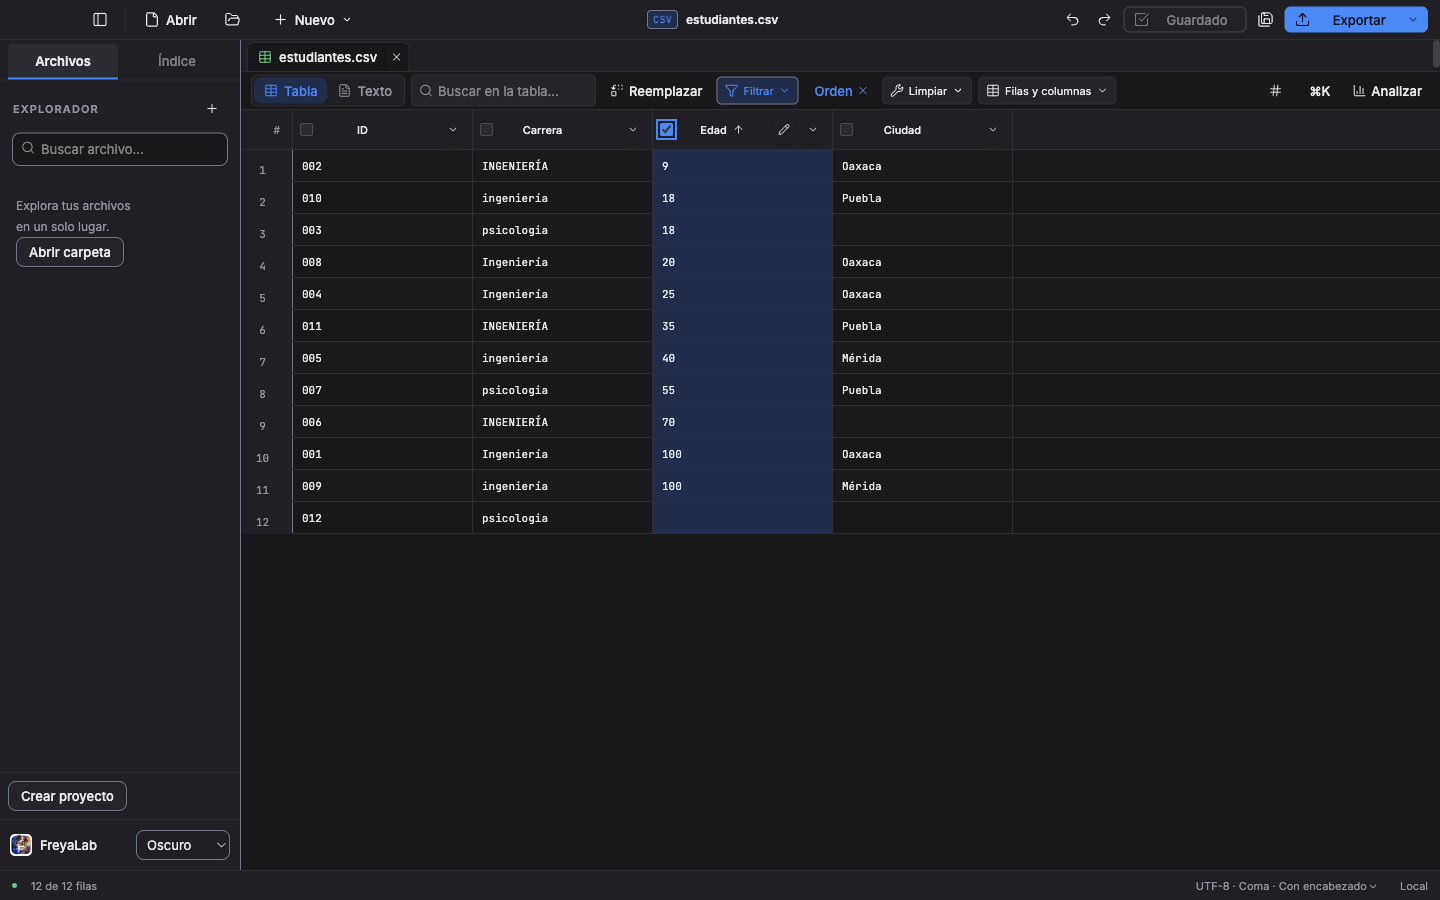 Abrir
Nuevo
CSV estudiantes.csv
Guardado
Exportar
Archivos
Índice
estudiantes.csv
Tabla
Texto
Buscar en la tabla...
Reemplazar
Filtrar
Orden
Limpiar
Filas y columnas
#
⌘K
Analizar
EXPLORADOR
Buscar archivo...
Explora tus archivos
en un solo lugar.
Abrir carpeta
# ID Carrera Edad ↑ Ciudad
1 002 INGENIERÍA 9 Oaxaca
2 010 ingeniería 18 Puebla
3 003 psicologia 18
4 008 Ingeniería 20 Oaxaca
5 004 Ingeniería 25 Oaxaca
6 011 INGENIERÍA 35 Puebla
7 005 ingeniería 40 Mérida
8 007 psicologia 55 Puebla
9 006 INGENIERÍA 70
10 001 Ingeniería 100 Oaxaca
11 009 ingeniería 100 Mérida
12 012 psicologia
Crear proyecto
FreyaLab
Oscuro
12 de 12 filas
UTF-8 · Coma · Con encabezado
Local